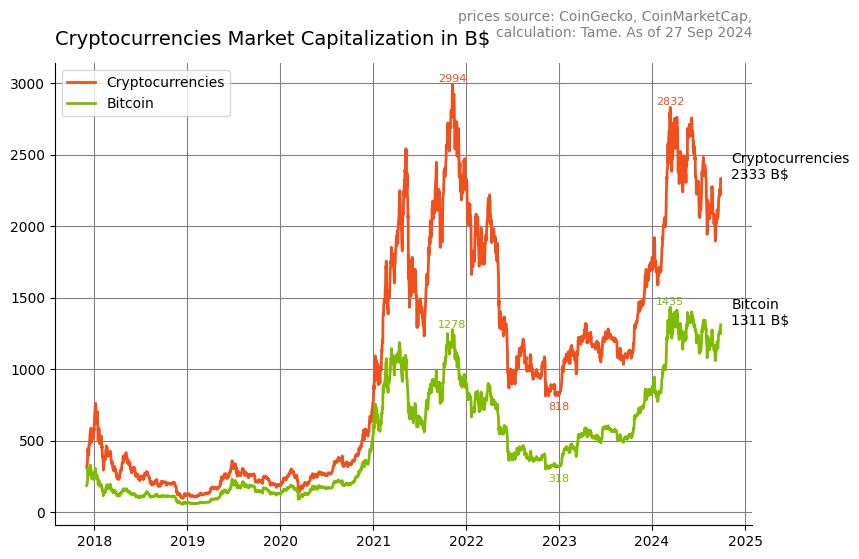 prices source: CoinGecko, CoinMarketCap,
calculation: Tame. As of 27 Sep 2024
Cryptocurrencies Market Capitalization in B$
Cryptocurrencies
Bitcoin
3000
2500
2000
1500
1000
500
0
2994
2832
1278
1435
818
318
Cryptocurrencies
2333 B$
Bitcoin
1311 B$
2018 2019 2020 2021 2022 2023 2024 2025